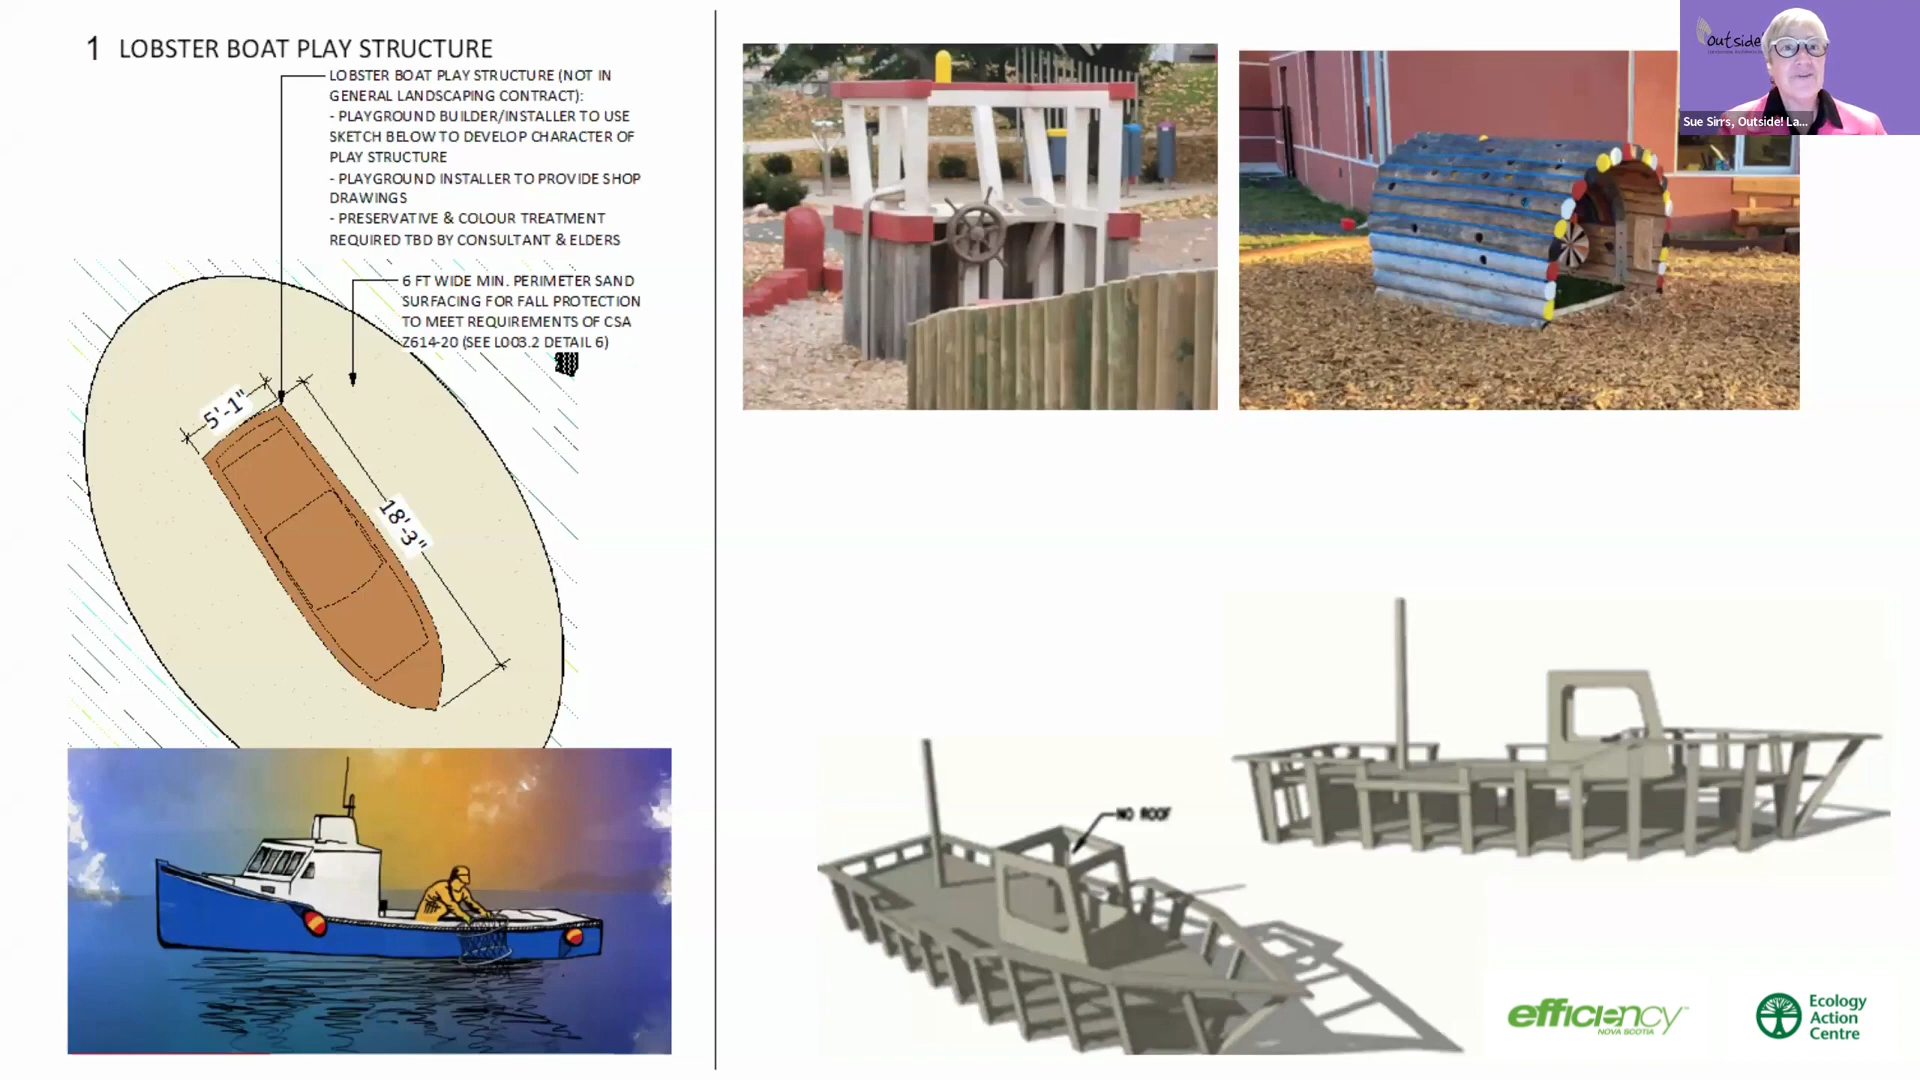 1 LOBSTER BOAT PLAY STRUCTURE
LOBSTER BOAT PLAY STRUCTURE (NOT IN
GENERAL LANDSCAPING CONTRACT):
- PLAYGROUND BUILDER/INSTALLER TO USE
SKETCH BELOW TO DEVELOP CHARACTER OF
PLAY STRUCTURE
- PLAYGROUND INSTALLER TO PROVIDE SHOP
DRAWINGS
- PRESERVATIVE & COLOUR TREATMENT
REQUIRED TBD BY CONSULTANT & ELDERS
6 FT WIDE MIN. PERIMETER SAND
SURFACING FOR FALL PROTECTION
TO MEET REQUIREMENTS OF CSA
Z614-20 (SEE L003.2 DETAIL 6)
5'-1"
18'-3"
outside!
Sue Sirrs, Outside! La...
NO ROOF
efficiency
NOVA SCOTIA
Ecology
Action
Centre